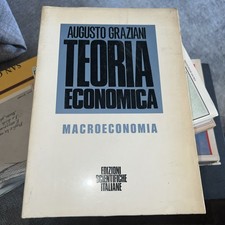 AUGUSTO GRAZIANI
TEORIA
ECONOMICA
MACROECONOMIA
EDIZIONI
SCIENTIFICHE
ITALIANE